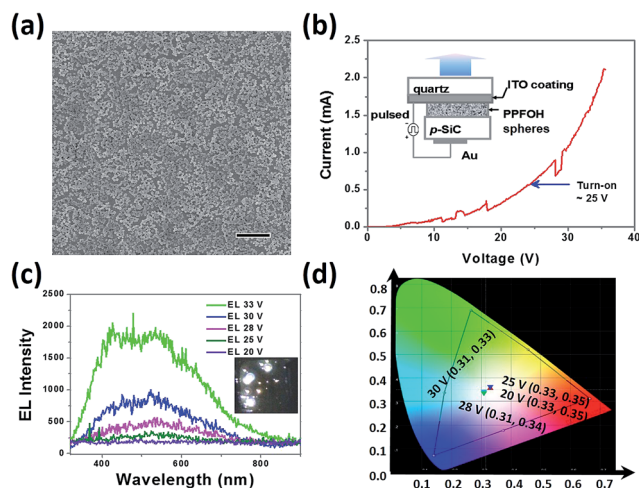 (a)
(b)
2.5
2.0
1.5
1.0
0.5
0.0
Current (mA)
0
10
20
30
40
Voltage (V)
quartz
ITO coating
pulsed
PPFOH
spheres
p-SiC
Au
Turn-on
~ 25 V
(c)
2500
2000
1500
1000
500
0
EL Intensity
400
600
800
Wavelength (nm)
EL 33 V
EL 30 V
EL 28 V
EL 25 V
EL 20 V
(d)
0.8
0.7
0.6
0.5
0.4
0.3
0.2
0.1
0.0
0.1
0.2
0.3
0.4
0.5
0.6
0.7
30 V (0.31, 0.33)
25 V (0.33, 0.35)
20 V (0.33, 0.35)
28 V (0.31, 0.34)